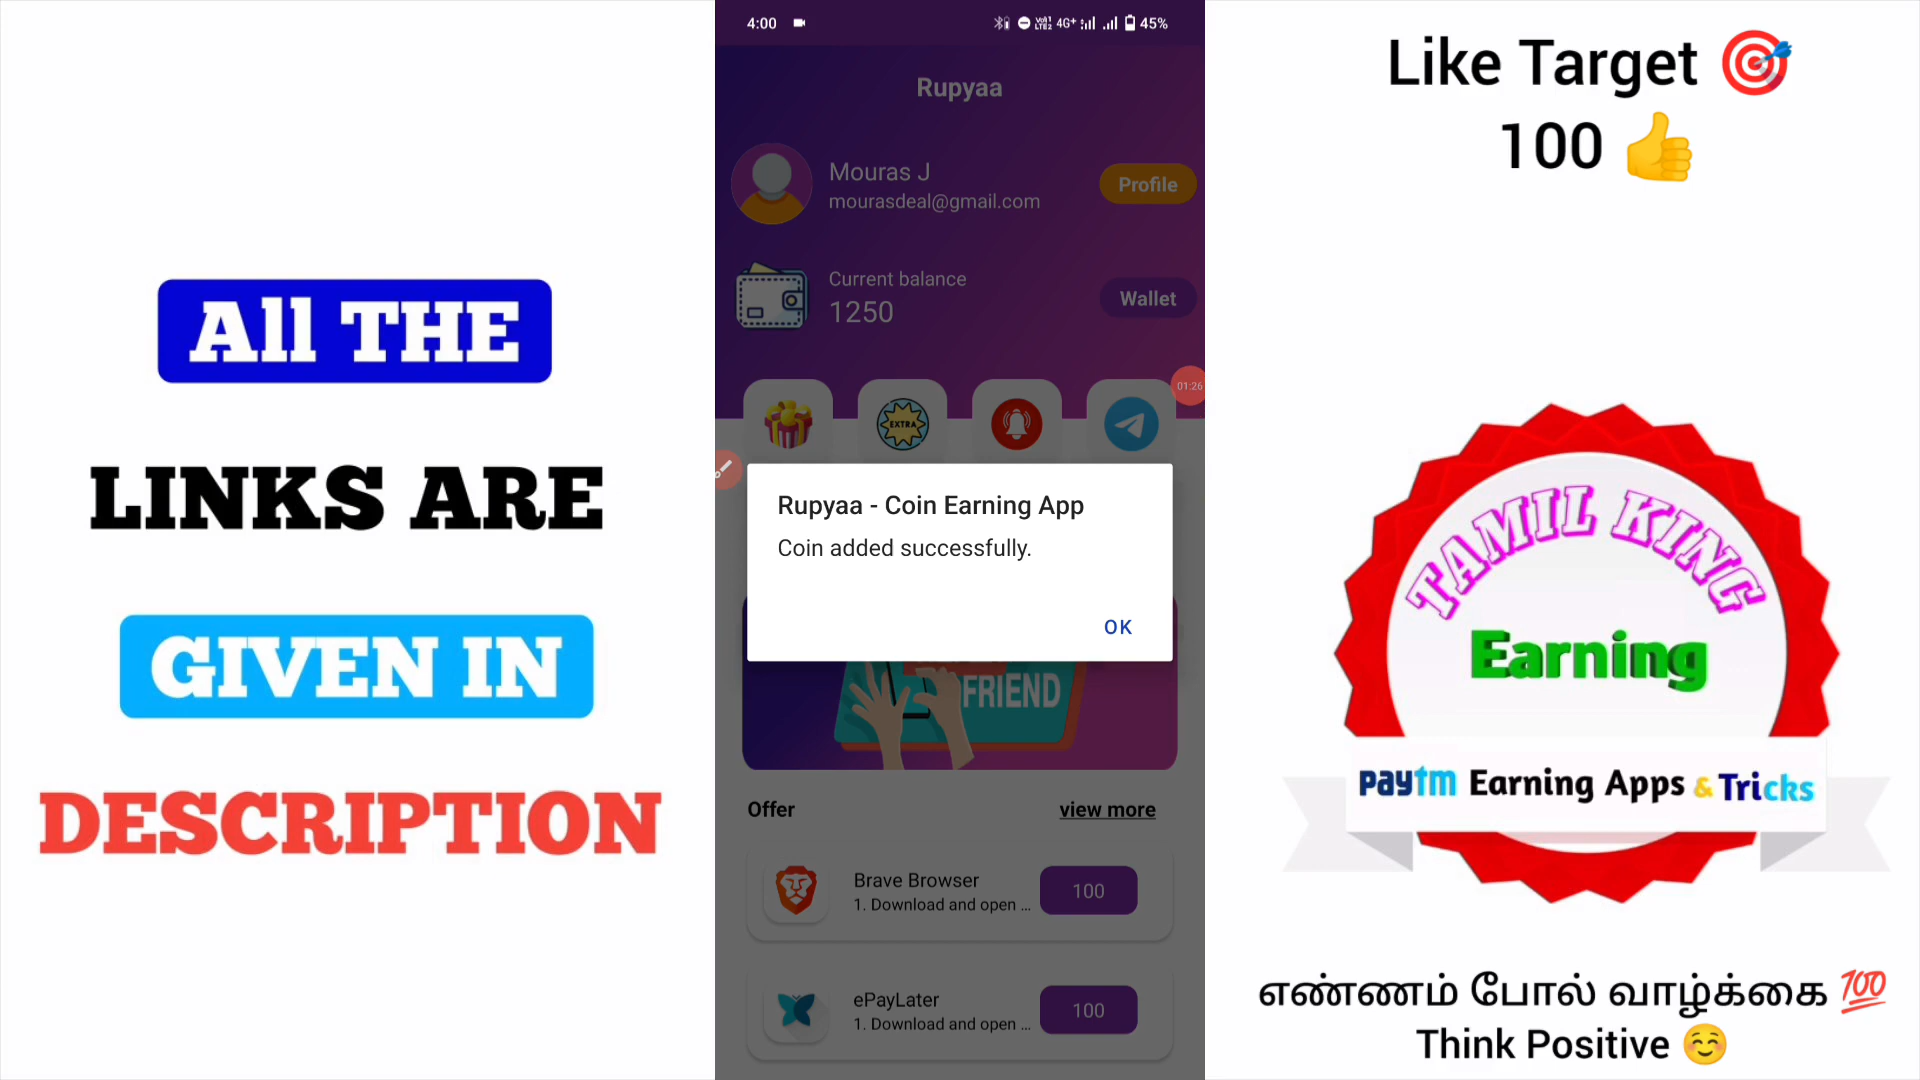 All THE
LINKS ARE
GIVEN IN
DESCRIPTION
4:00
4G+
45%
Rupyaa
Mouras J
mourasdeal@gmail.com
Profile
Current balance
1250
Wallet
01:26
EXTRA
Rupyaa - Coin Earning App
Coin added successfully.
OK
FRIEND
Offer
view more
Brave Browser
1. Download and open ...
100
ePayLater
1. Download and open ...
100
Like Target 🎯
100 👍
TAMIL KING
Earning
paytm Earning Apps & Tricks
எண்ணம் போல் வாழ்க்கை 💯
Think Positive ☺️